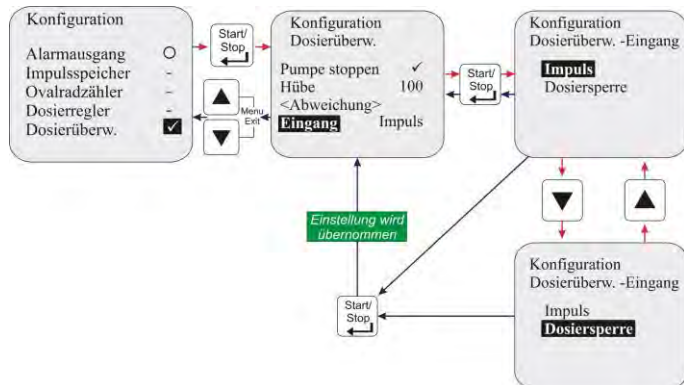 Konfiguration
Alarmausgang
Impulsspeicher -
Ovalradzähler -
Dosierregler -
Dosierüberw. ✓
Start/
Stop
Menu
Exit
Konfiguration
Dosierüberw.
Pumpe stoppen ✓
Hübe 100
<Abweichung>
Eingang Impuls
Start/
Stop
Konfiguration
Dosierüberw. -Eingang
Impuls
Dosiersperre
Einstellung wird
übernommen
Start/
Stop
Konfiguration
Dosierüberw. -Eingang
Impuls
Dosiersperre